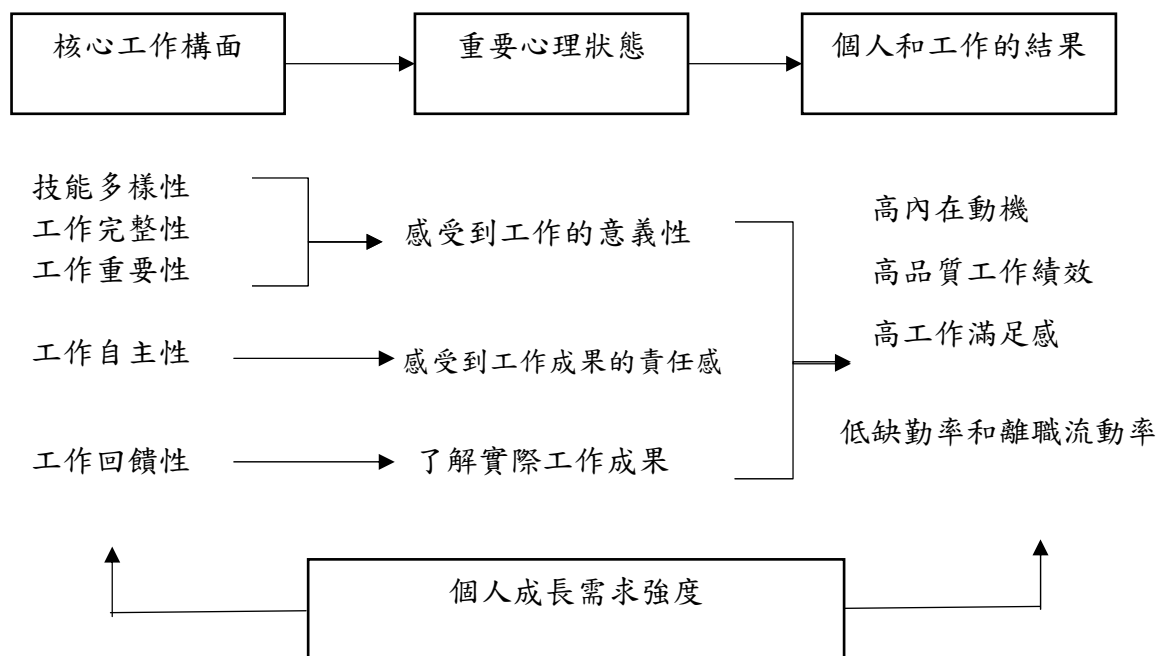 核心工作構面
重要心理狀態
個人和工作的結果
技能多樣性
工作完整性
工作重要性
感受到工作的意義性
工作自主性
感受到工作成果的責任感
工作回饋性
了解實際工作成果
高內在動機
高品質工作績效
高工作滿足感
低缺勤率和離職流動率
個人成長需求強度